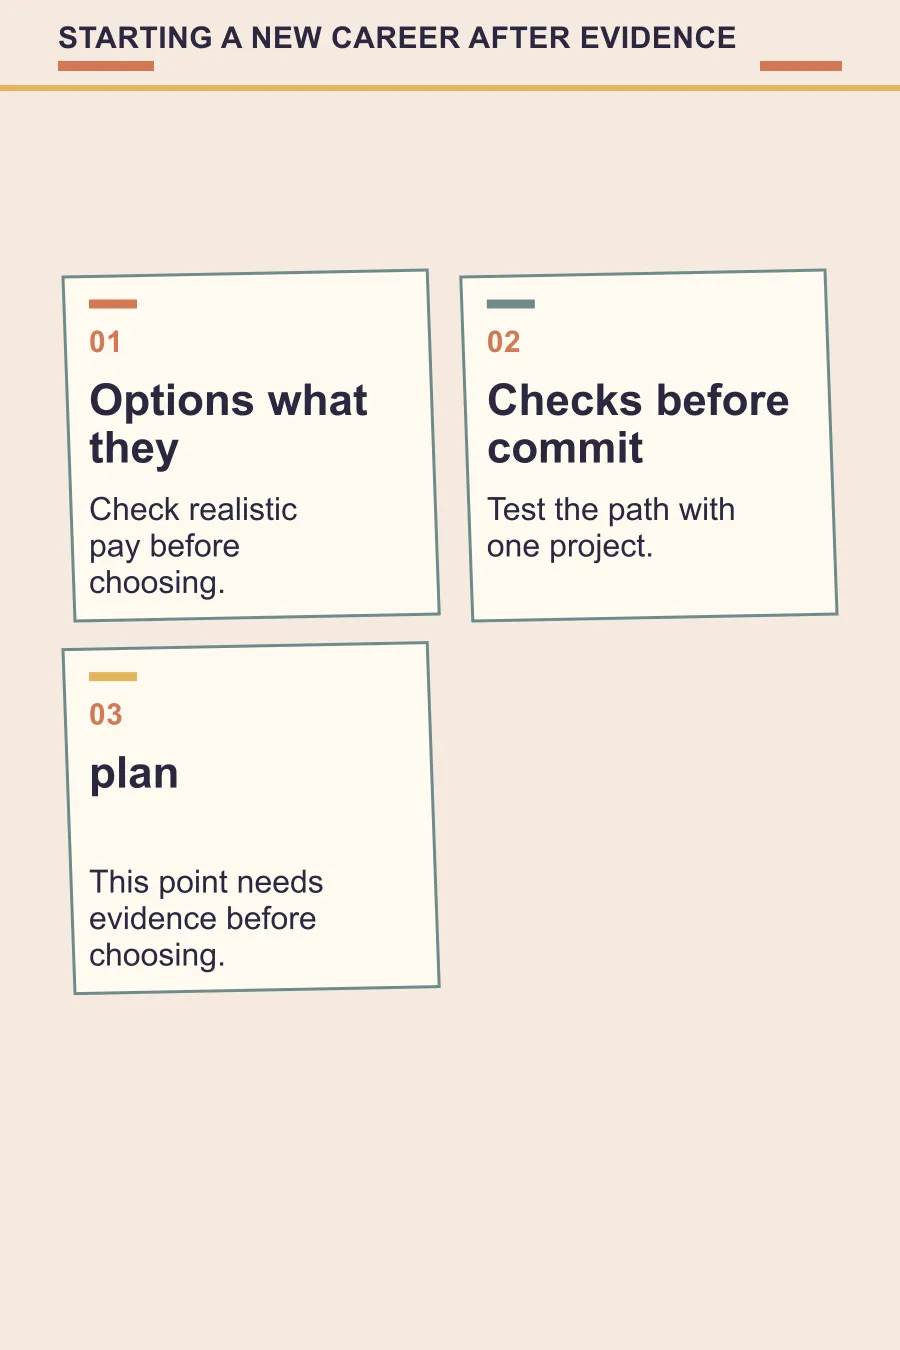 STARTING A NEW CAREER AFTER EVIDENCE
01
Options what
they
Check realistic
pay before
choosing.
02
Checks before
commit
Test the path with
one project.
03
plan
This point needs
evidence before
choosing.